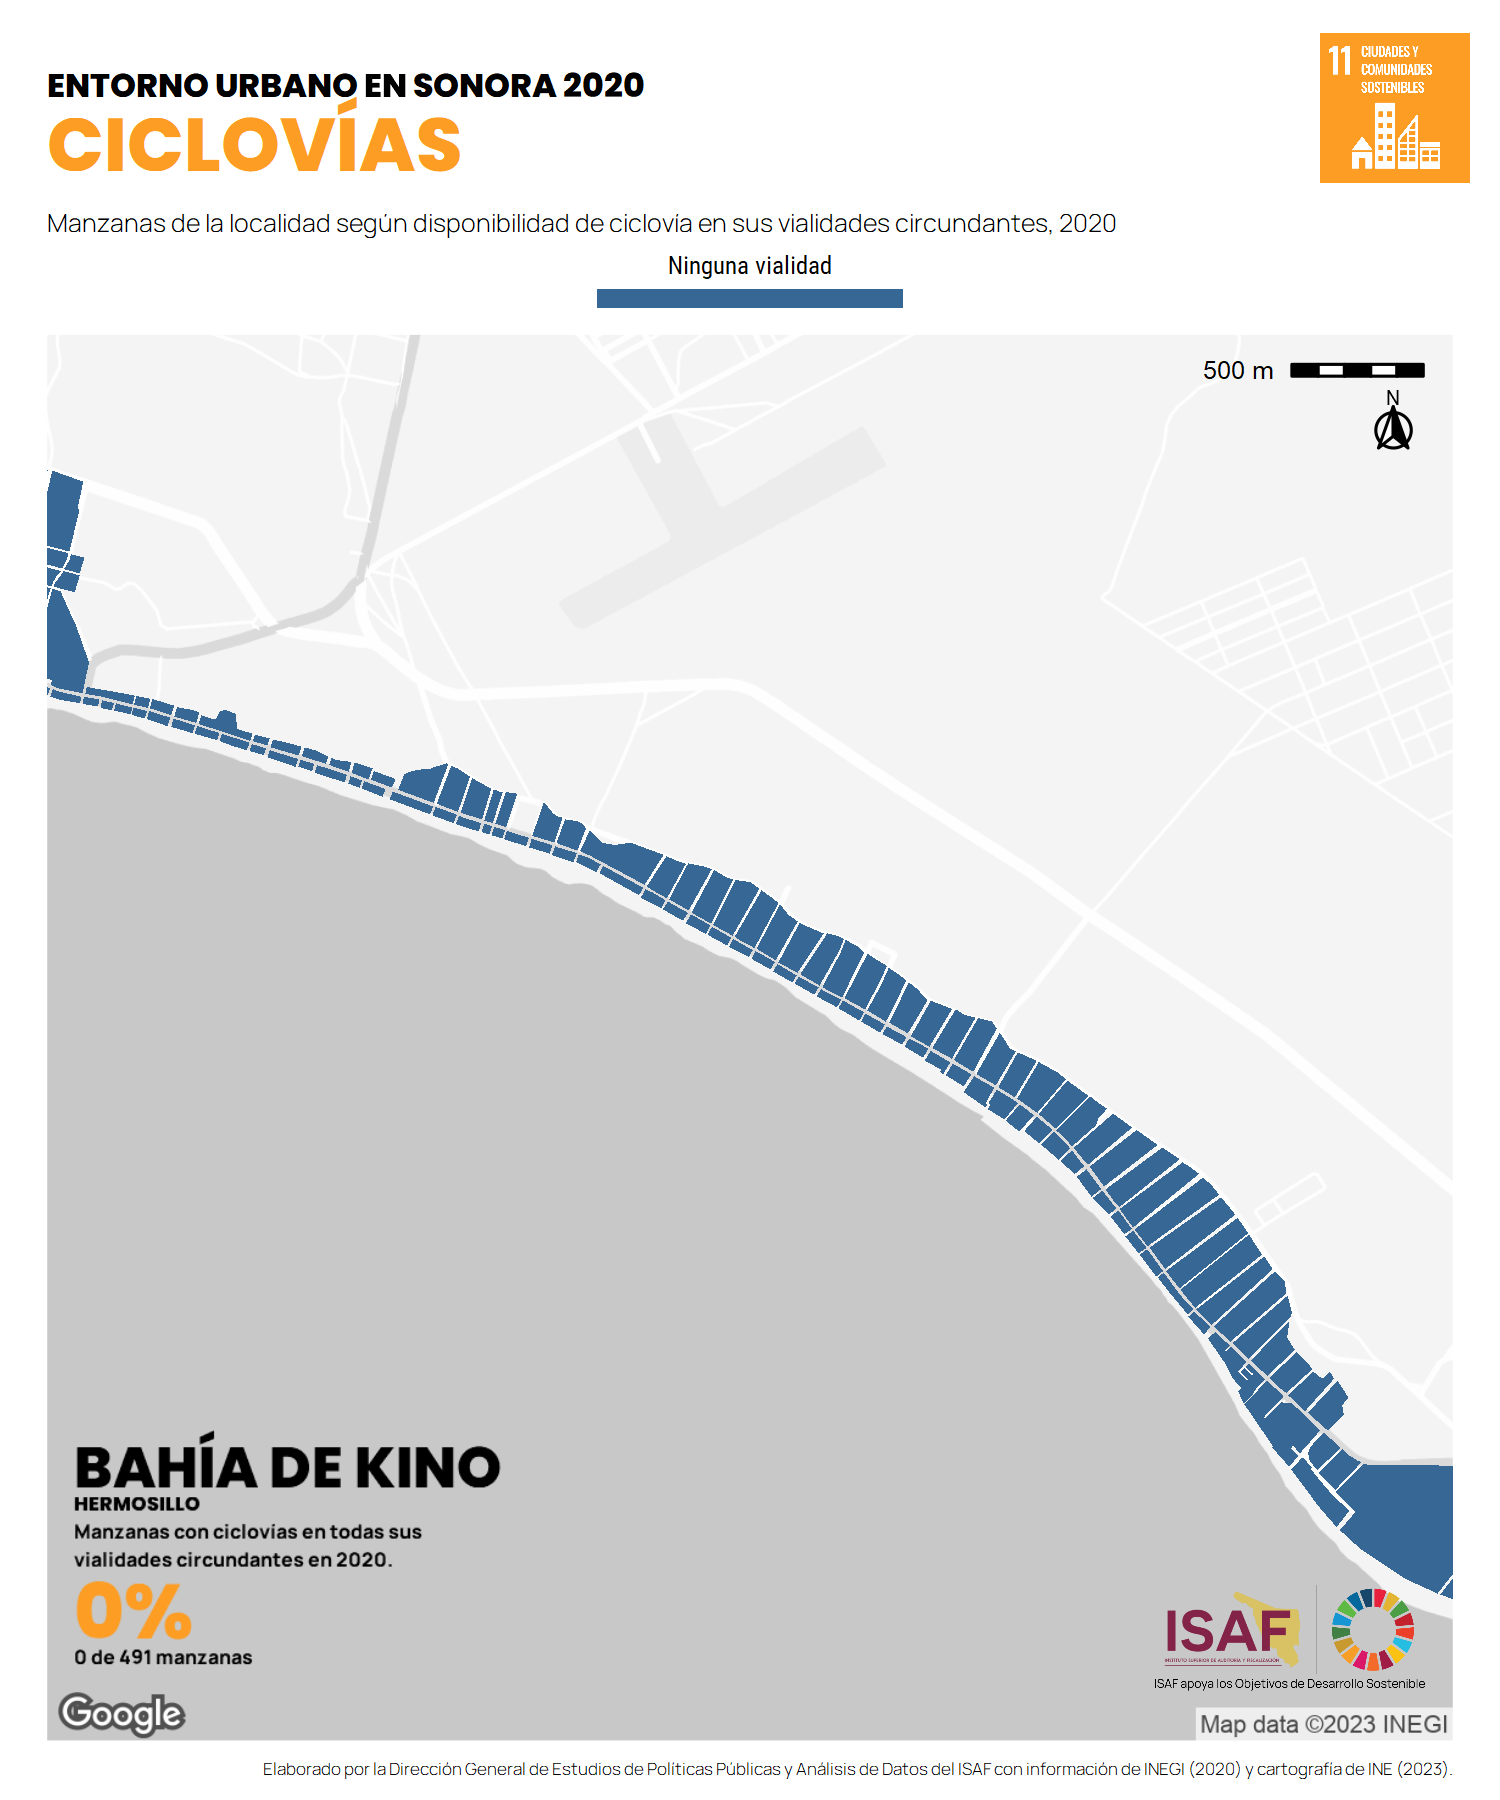 ENTORNO URBANO EN SONORA 2020
CICLOVÍAS
11 CIUDADES Y
COMUNIDADES
SOSTENIBLES
Manzanas de la localidad según disponibilidad de ciclovía en sus vialidades circundantes, 2020
Ninguna vialidad
500 m
N
BAHÍA DE KINO
HERMOSILLO
Manzanas con ciclovias en todas sus
vialidades circundantes en 2020.
0%
0 de 491 manzanas
ISAF
INSTITUTO SUPERIOR DE AUDITORÍA Y FISCALIZACIÓN
ISAF apoya los Objetivos de Desarrollo Sostenible
Google
Map data ©2023 INEGI
Elaborado por la Dirección General de Estudios de Políticas Públicas y Análisis de Datos del ISAF con información de INEGI (2020) y cartografía de INE (2023).